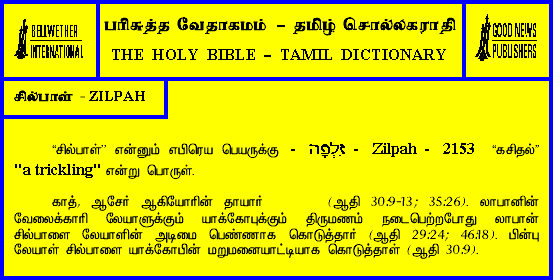 BELLWETHER
INTERNATIONAL
பரிசுத்த வேதாகமம் – தமிழ் சொல்லகராதி
THE HOLY BIBLE – TAMIL DICTIONARY
GOOD NEWS
PUBLISHERS
சில்பாள் - ZILPAH
“சில்பாள்” என்னும் எபிரெய பெயருக்கு - זִלְפָּה - Zilpah - 2153 “கசிதல்”
"a trickling" என்று பொருள்.
காத், ஆசேர் ஆகியோரின் தாயார் (ஆதி 30:9-13; 35:26). லாபானின்
வேலைக்காரி லேயாளுக்கும் யாக்கோபுக்கும் திருமணம் நடைபெற்றபோது லாபான்
சில்பாளை லேயாளின் அடிமை பெண்ணாக கொடுத்தார் (ஆதி 29:24; 46:18). பின்பு
லேயாள் சில்பாளை யாக்கோபின் மறுமனையாட்டியாக கொடுத்தாள் (ஆதி 30:9).